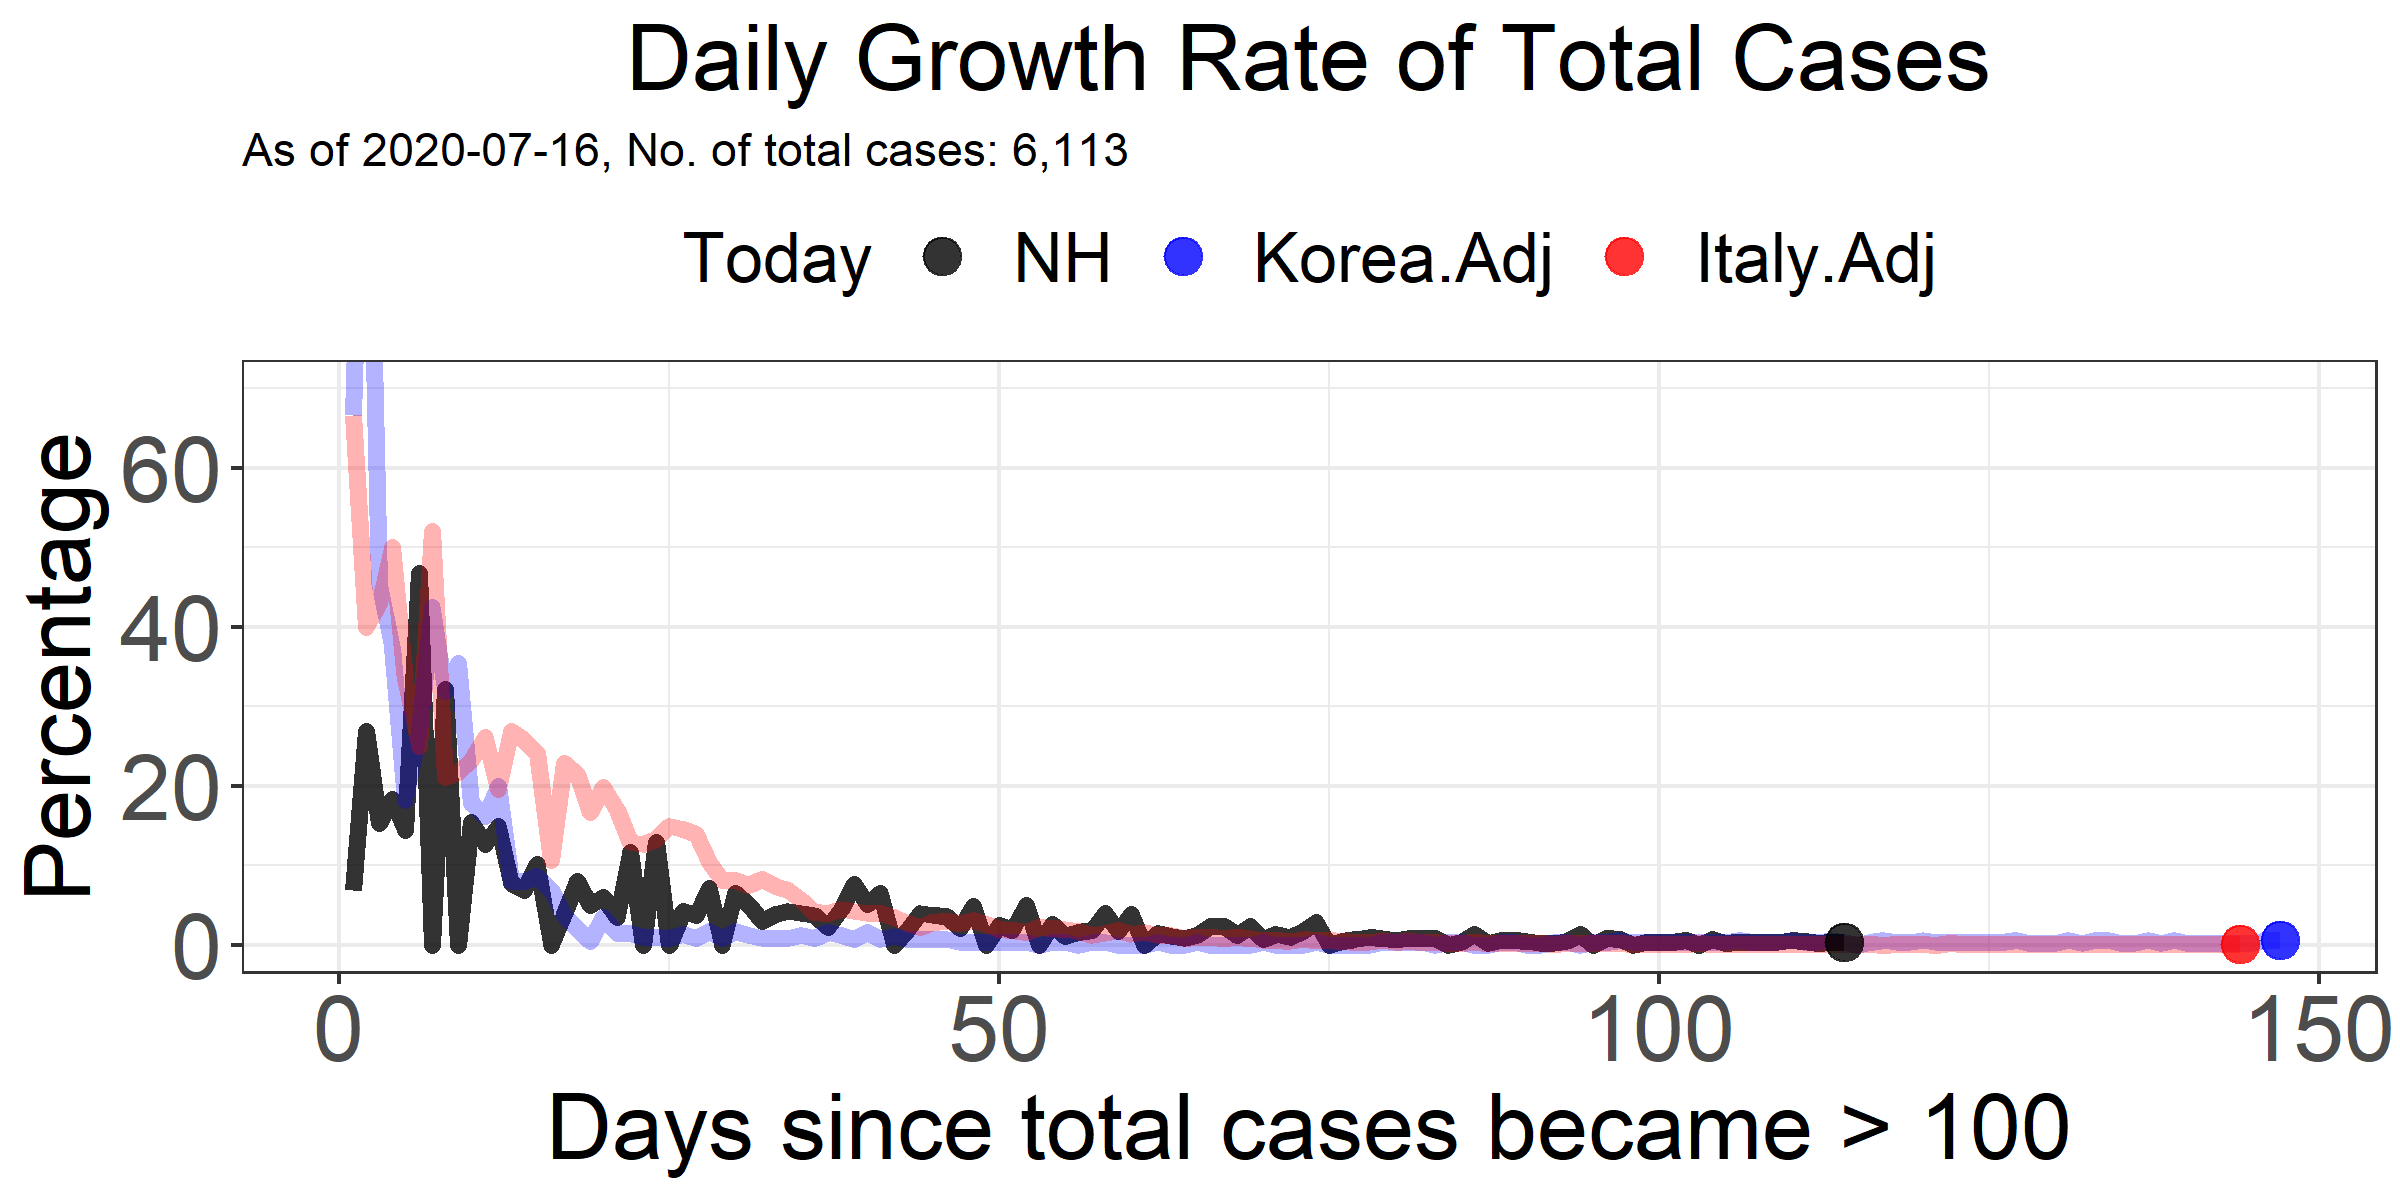 Daily Growth Rate of Total Cases
As of 2020-07-16, No. of total cases: 6,113
Today NH Korea.Adj Italy.Adj
Percentage
60
40
20
0
0 50 100 150
Days since total cases became > 100